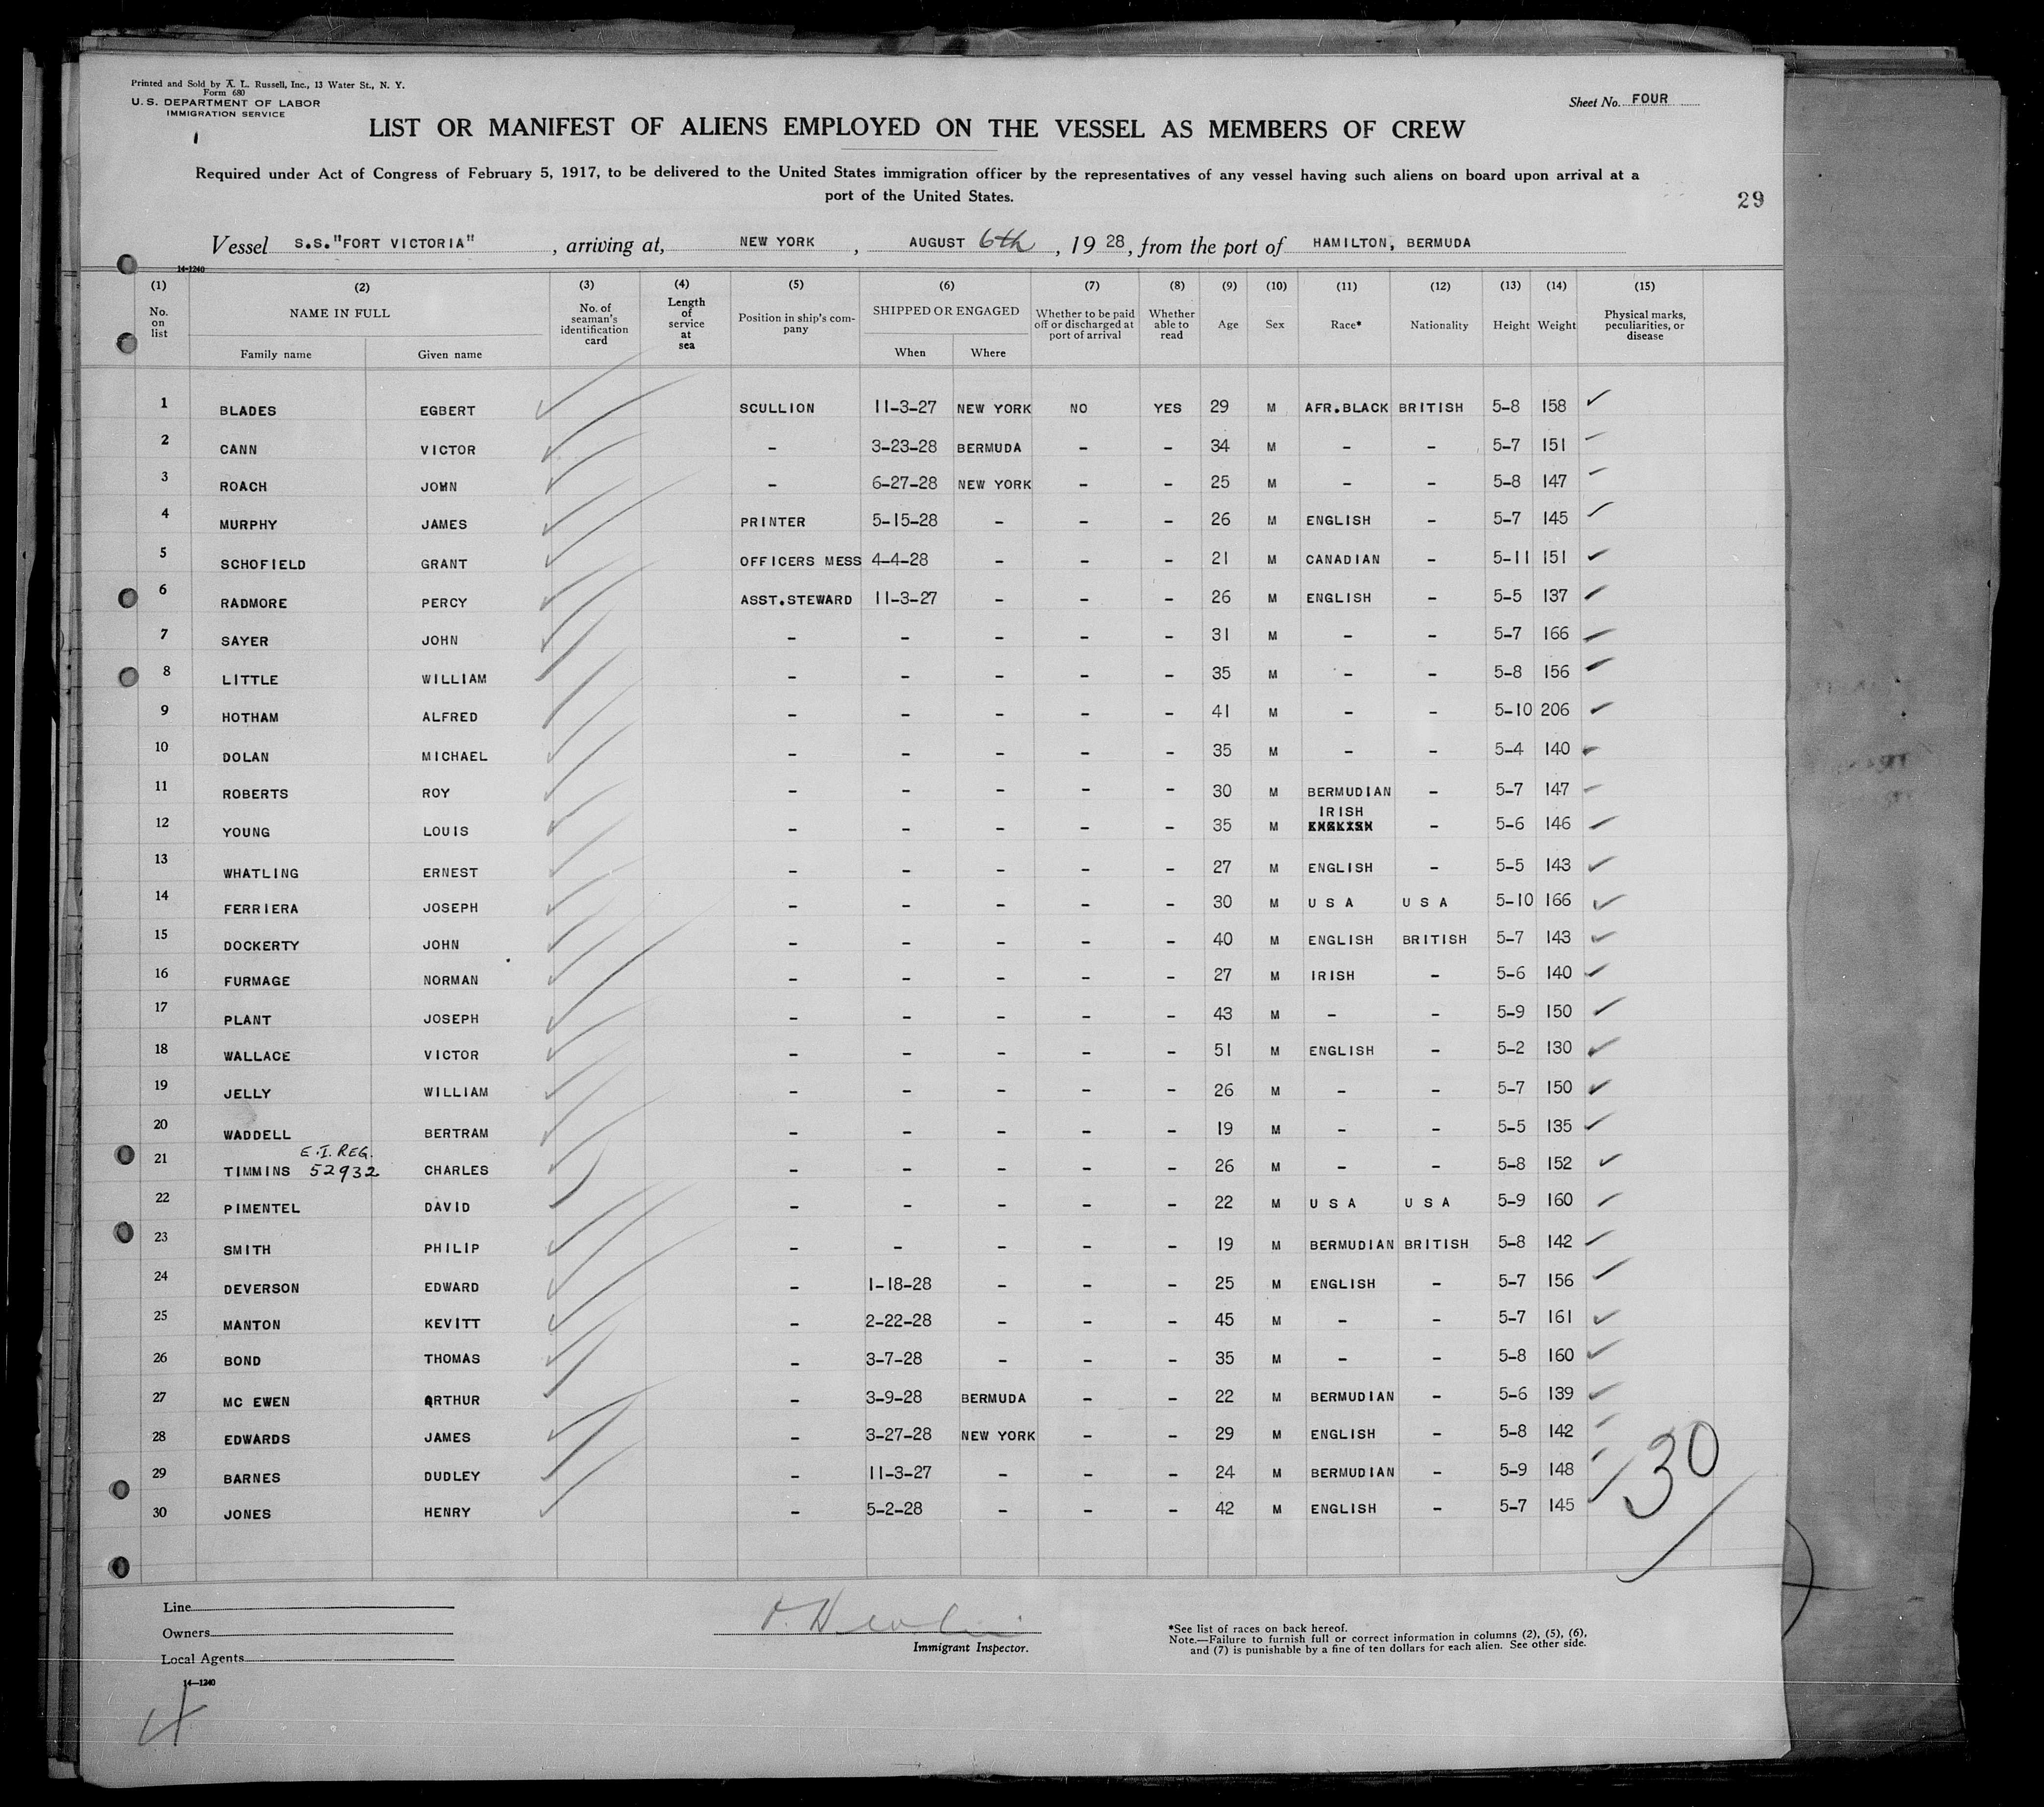 Printed and Sold by A. L. Russell, Inc., 13 Water St., N. Y.
Form 680
U. S. DEPARTMENT OF LABOR
IMMIGRATION SERVICE
Sheet No. FOUR
LIST OR MANIFEST OF ALIENS EMPLOYED ON THE VESSEL AS MEMBERS OF CREW
Required under Act of Congress of February 5, 1917, to be delivered to the United States immigration officer by the representatives of any vessel having such aliens on board upon arrival at a
port of the United States.
29
Vessel S.S."FORT VICTORIA", arriving at, NEW YORK, AUGUST 6th, 19 28, from the port of HAMILTON, BERMUDA
14-1240
(1) (2) (3) (4) (5) (6) (7) (8) (9) (10) (11) (12) (13) (14) (15)
No. on list NAME IN FULL Family name Given name No. of seaman's identification card Length of service at sea Position in ship's company SHIPPED OR ENGAGED When Where Whether to be paid off or discharged at port of arrival Whether able to read Age Sex Race* Nationality Height Weight Physical marks, peculiarities, or disease
1 BLADES EGBERT SCULLION 11-3-27 NEW YORK NO YES 29 M AFR.BLACK BRITISH 5-8 158
2 CANN VICTOR - 3-23-28 BERMUDA - - 34 M - - 5-7 151
3 ROACH JOHN - 6-27-28 NEW YORK - - 25 M - - 5-8 147
4 MURPHY JAMES PRINTER 5-15-28 - - - 26 M ENGLISH - 5-7 145
5 SCHOFIELD GRANT OFFICERS MESS 4-4-28 - - - 21 M CANADIAN - 5-11 151
6 RADMORE PERCY ASST.STEWARD 11-3-27 - - - 26 M ENGLISH - 5-5 137
7 SAYER JOHN - - - - - 31 M - - 5-7 166
8 LITTLE WILLIAM - - - - - 35 M - - 5-8 156
9 HOTHAM ALFRED - - - - - 41 M - - 5-10 206
10 DOLAN MICHAEL - - - - - 35 M - - 5-4 140
11 ROBERTS ROY - - - - - 30 M BERMUDIAN - 5-7 147
12 YOUNG LOUIS - - - - - 35 M IRISH ENGLISH - 5-6 146
13 WHATLING ERNEST - - - - - 27 M ENGLISH - 5-5 143
14 FERRIERA JOSEPH - - - - - 30 M U S A U S A 5-10 166
15 DOCKERTY JOHN - - - - - 40 M ENGLISH BRITISH 5-7 143
16 FURMAGE NORMAN - - - - - 27 M IRISH - 5-6 140
17 PLANT JOSEPH - - - - - 43 M - - 5-9 150
18 WALLACE VICTOR - - - - - 51 M ENGLISH - 5-2 130
19 JELLY WILLIAM - - - - - 26 M - - 5-7 150
20 WADDELL BERTRAM - - - - - 19 M - - 5-5 135
E.I. REG.
21 TIMMINS 52932 CHARLES - - - - - 26 M - - 5-8 152
22 PIMENTEL DAVID - - - - - 22 M U S A U S A 5-9 160
23 SMITH PHILIP - - - - - 19 M BERMUDIAN BRITISH 5-8 142
24 DEVERSON EDWARD - 1-18-28 - - - 25 M ENGLISH - 5-7 156
25 MANTON KEVITT - 2-22-28 - - - 45 M - - 5-7 161
26 BOND THOMAS - 3-7-28 - - - 35 M - - 5-8 160
27 MC EWEN ARTHUR - 3-9-28 BERMUDA - - 22 M BERMUDIAN - 5-6 139
28 EDWARDS JAMES - 3-27-28 NEW YORK - - 29 M ENGLISH - 5-8 142
29 BARNES DUDLEY - 11-3-27 - - - 24 M BERMUDIAN - 5-9 148
30 JONES HENRY - 5-2-28 - - - 42 M ENGLISH - 5-7 145
30
Line
Owners
Local Agents
Immigrant Inspector.
*See list of races on back hereof.
Note.—Failure to furnish full or correct information in columns (2), (5), (6),
and (7) is punishable by a fine of ten dollars for each alien. See other side.
14—1240